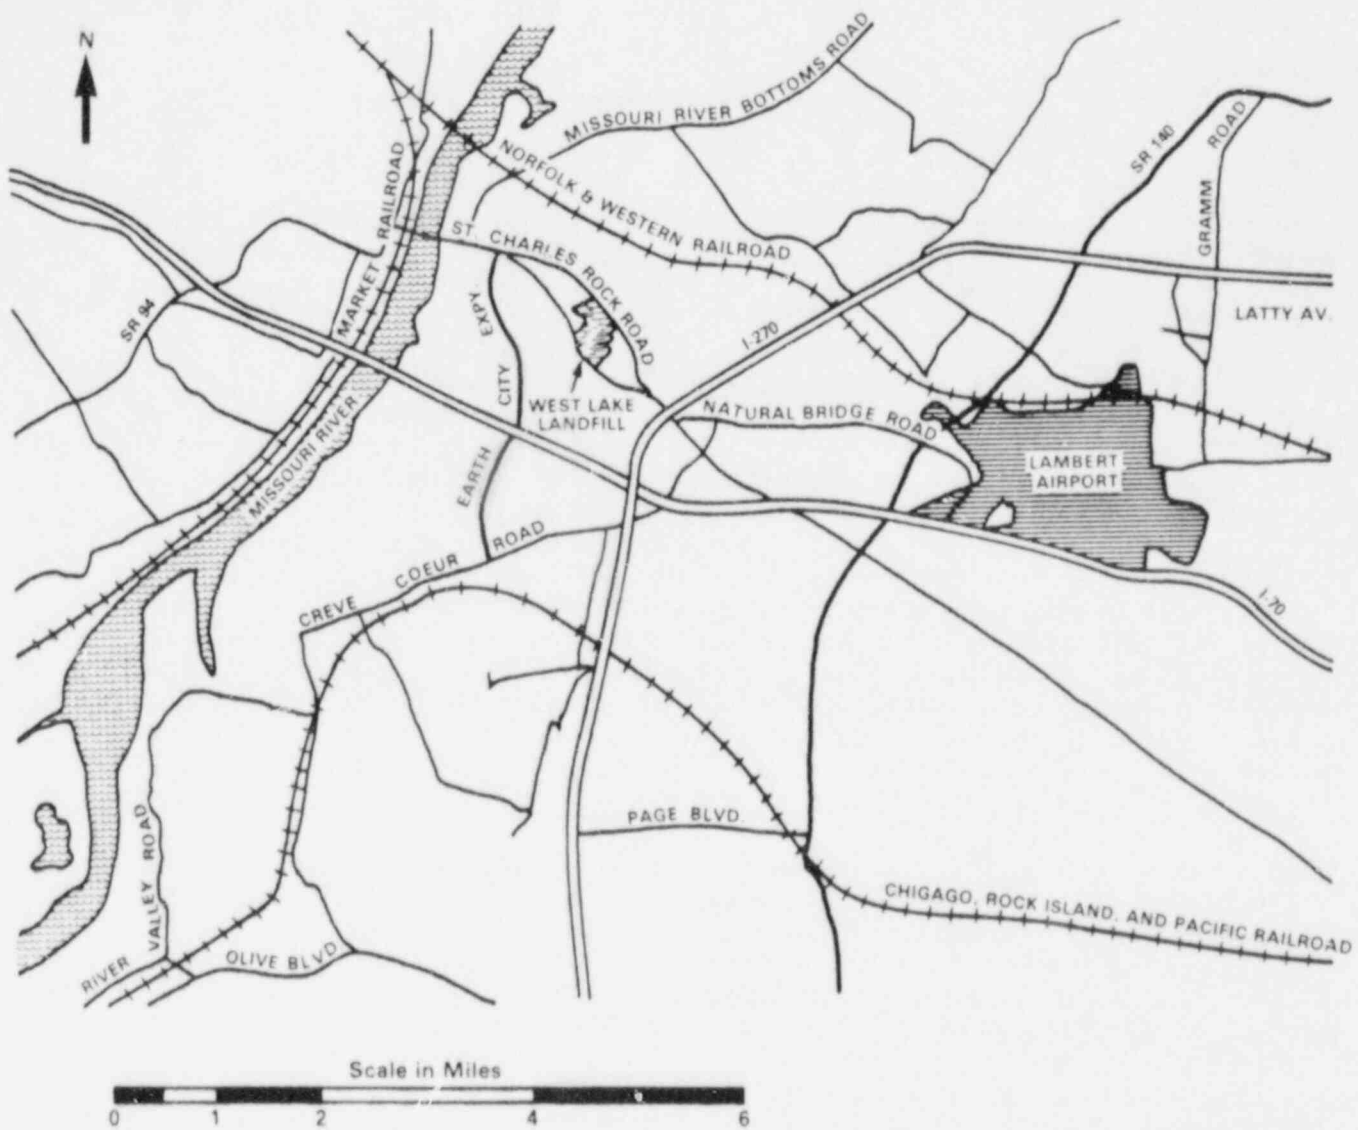 N
MISSOURI RIVER BOTTOMS ROAD
SR 140
GRAMM ROAD
NORFOLK & WESTERN RAILROAD
MARKET RAILROAD
ST. CHARLES ROCK ROAD
SR 94
EARTH CITY EXPY.
I-270
LATTY AV.
WEST LAKE
LANDFILL
NATURAL BRIDGE ROAD
MISSOURI RIVER
LAMBERT
AIRPORT
CREVE COEUR ROAD
I-70
PAGE BLVD.
RIVER VALLEY ROAD
OLIVE BLVD.
CHIGAGO, ROCK ISLAND, AND PACIFIC RAILROAD
Scale in Miles
0 1 2 4 6